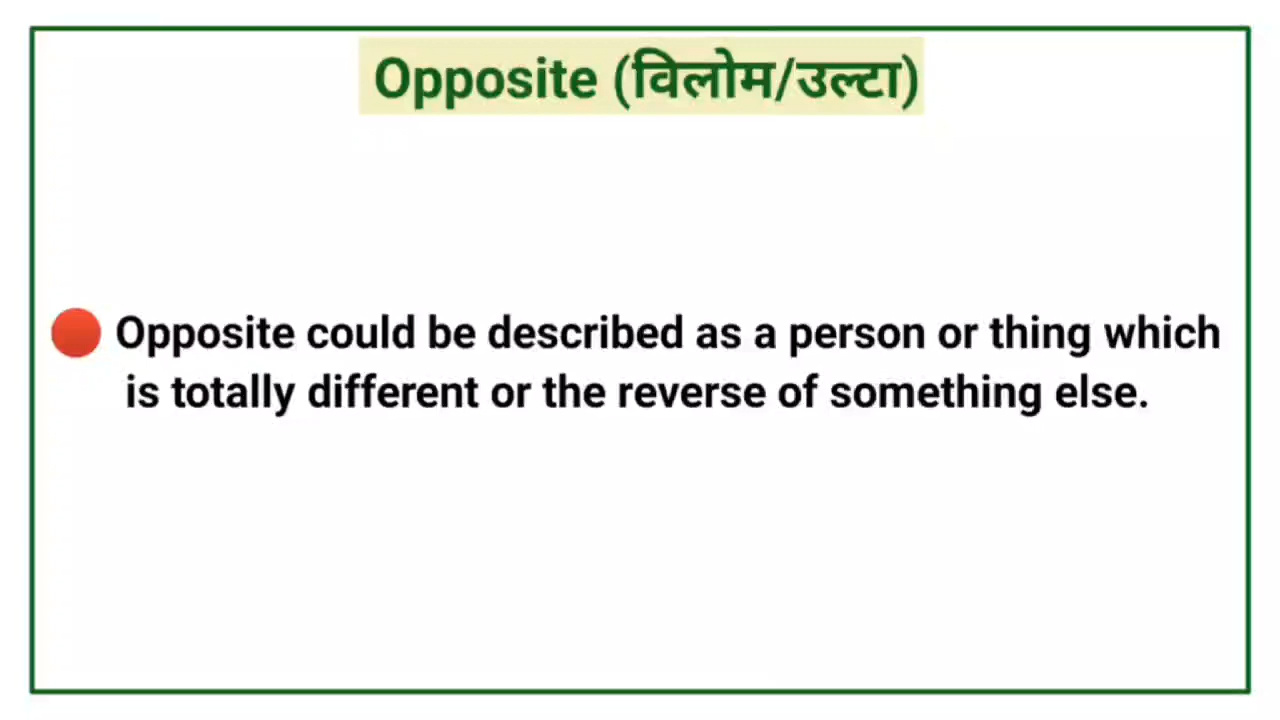 Opposite (विलोम/उल्टा)
Opposite could be described as a person or thing which
is totally different or the reverse of something else.